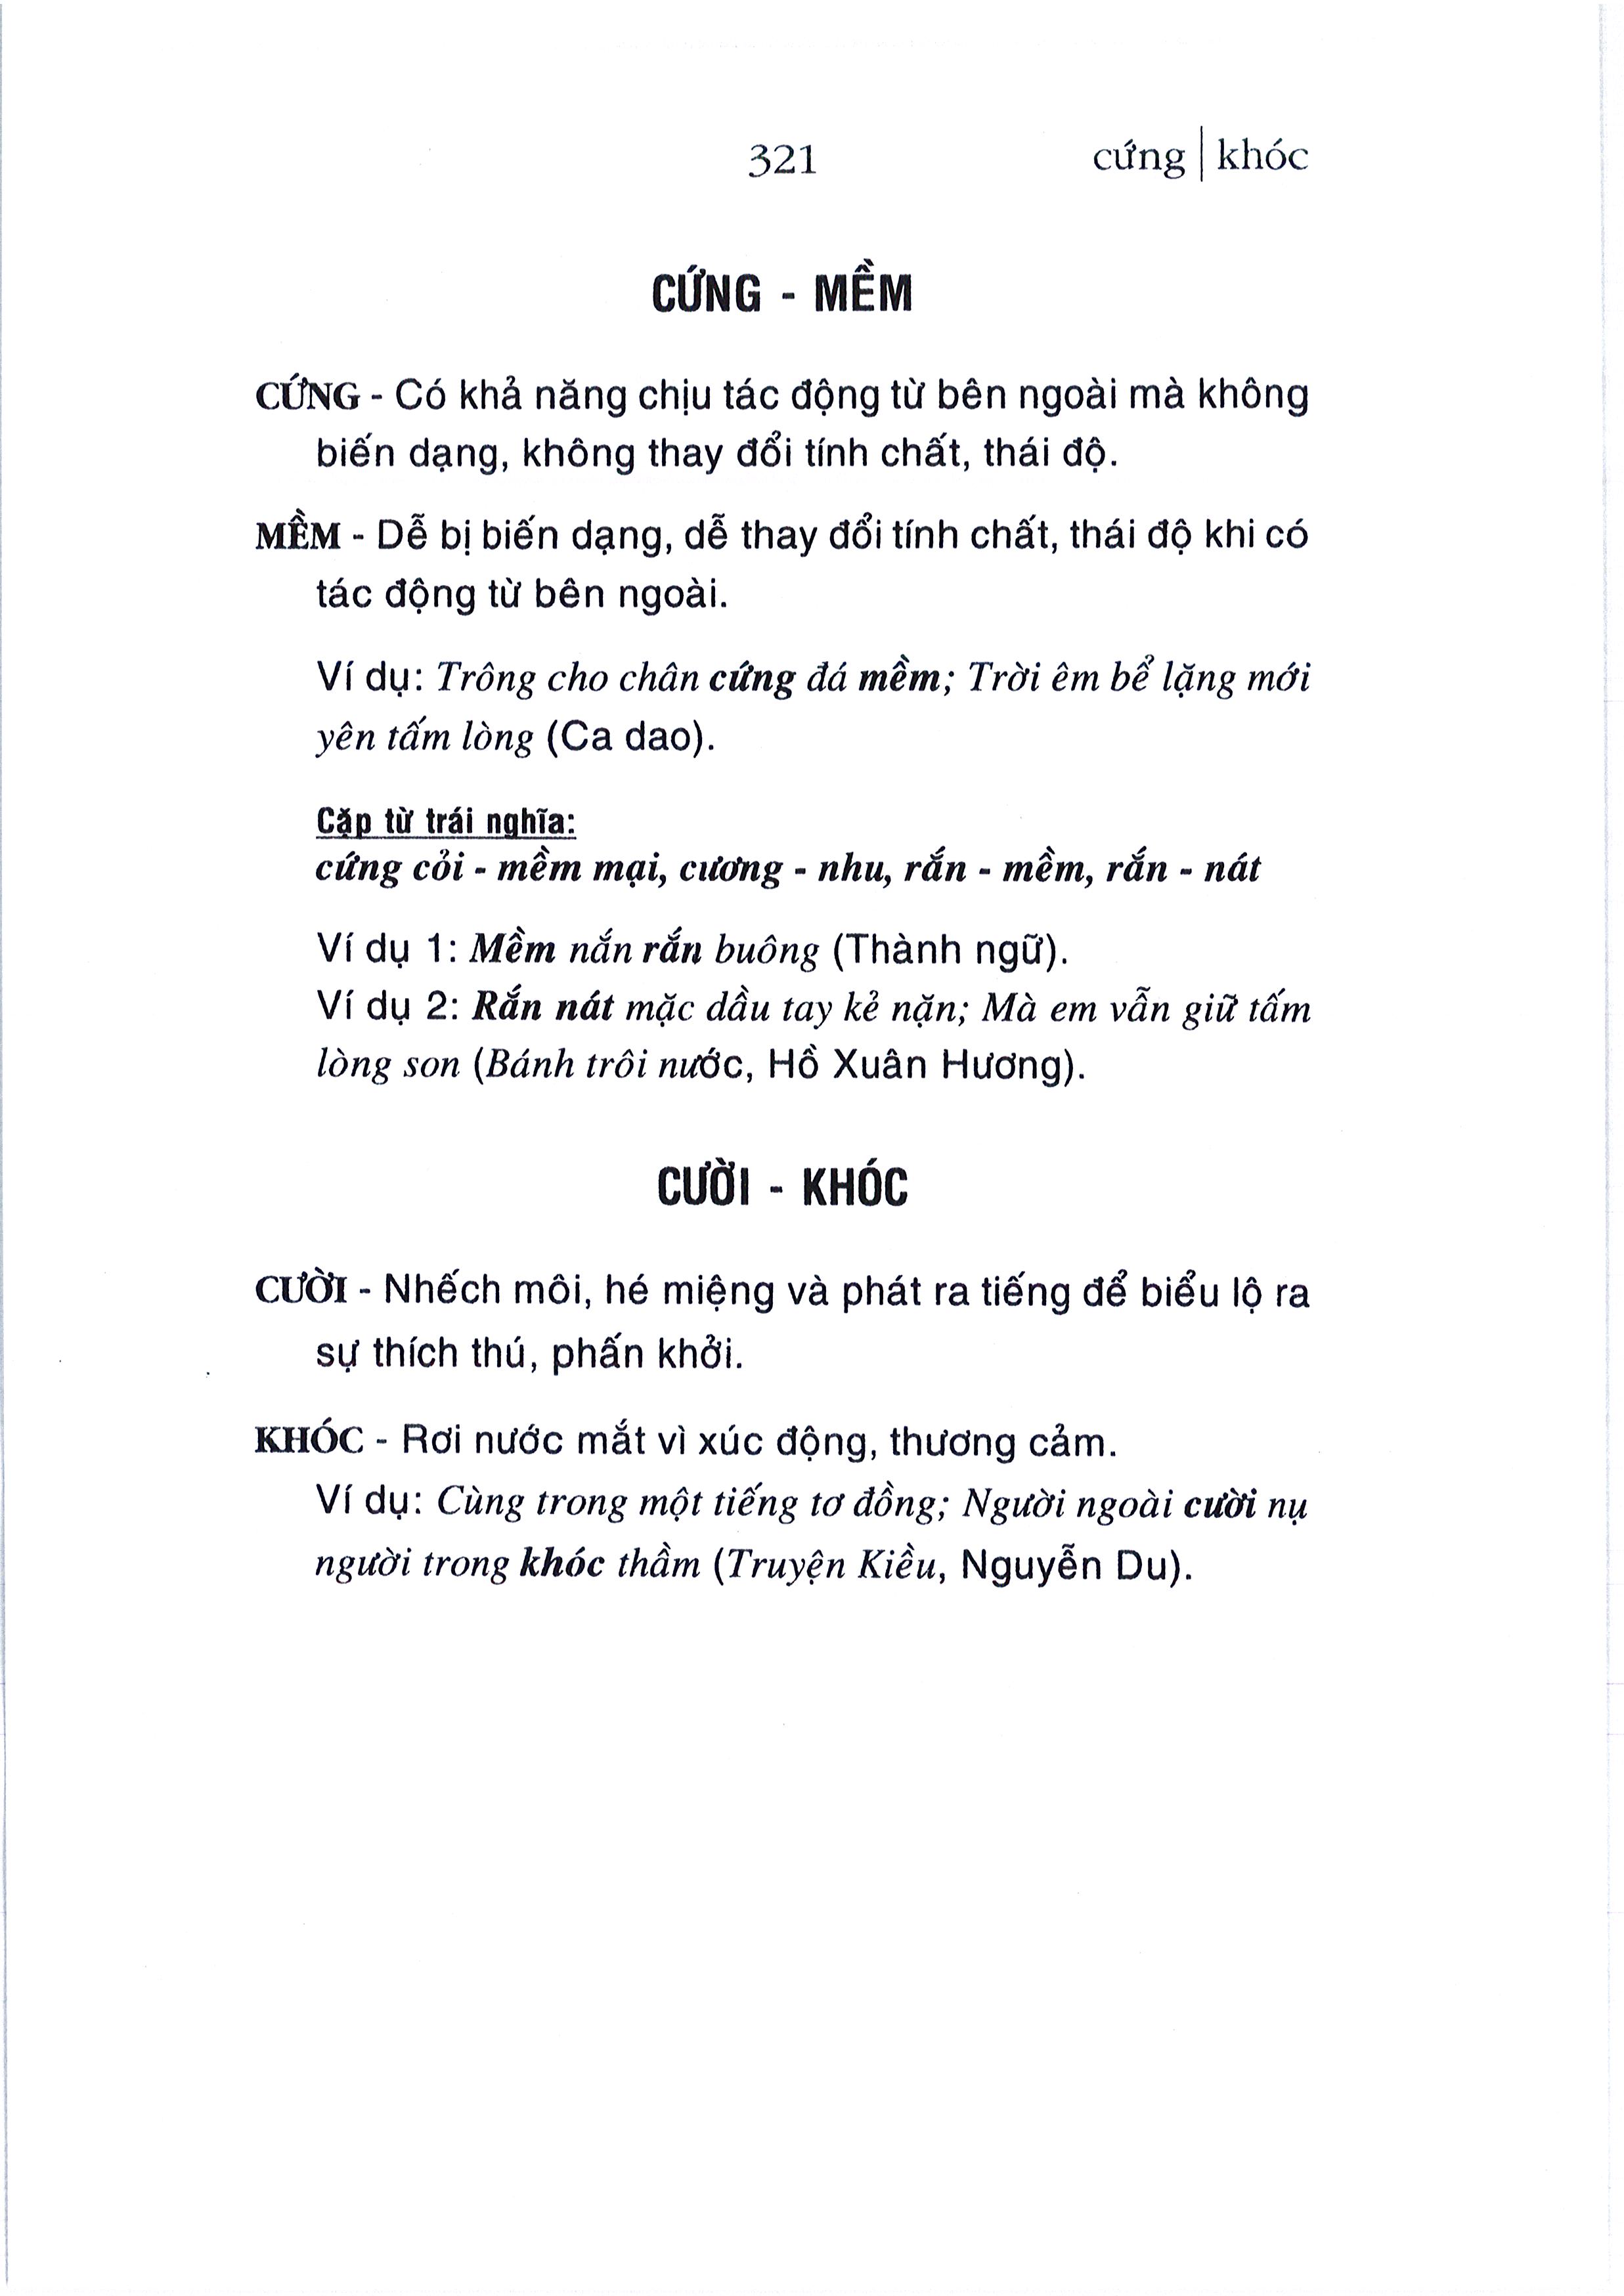 321 cứng | khóc
CỨNG - MỀM
CỨNG - Có khả năng chịu tác động từ bên ngoài mà không
biến dạng, không thay đổi tính chất, thái độ.
MỀM - Dễ bị biến dạng, dễ thay đổi tính chất, thái độ khi có
tác động từ bên ngoài.
Ví dụ: Trông cho chân cứng đá mềm; Trời êm bể lặng mới
yên tấm lòng (Ca dao).
Cặp từ trái nghĩa:
cứng cỏi - mềm mại, cương - nhu, rắn - mềm, rắn - nát
Ví dụ 1: Mềm nắn rắn buông (Thành ngữ).
Ví dụ 2: Rắn nát mặc dầu tay kẻ nặn; Mà em vẫn giữ tấm
lòng son (Bánh trôi nước, Hồ Xuân Hương).
CƯỜI - KHÓC
CƯỜI - Nhếch môi, hé miệng và phát ra tiếng để biểu lộ ra
sự thích thú, phấn khởi.
KHÓC - Rơi nước mắt vì xúc động, thương cảm.
Ví dụ: Cùng trong một tiếng tơ đồng; Người ngoài cười nụ
người trong khóc thầm (Truyện Kiều, Nguyễn Du).